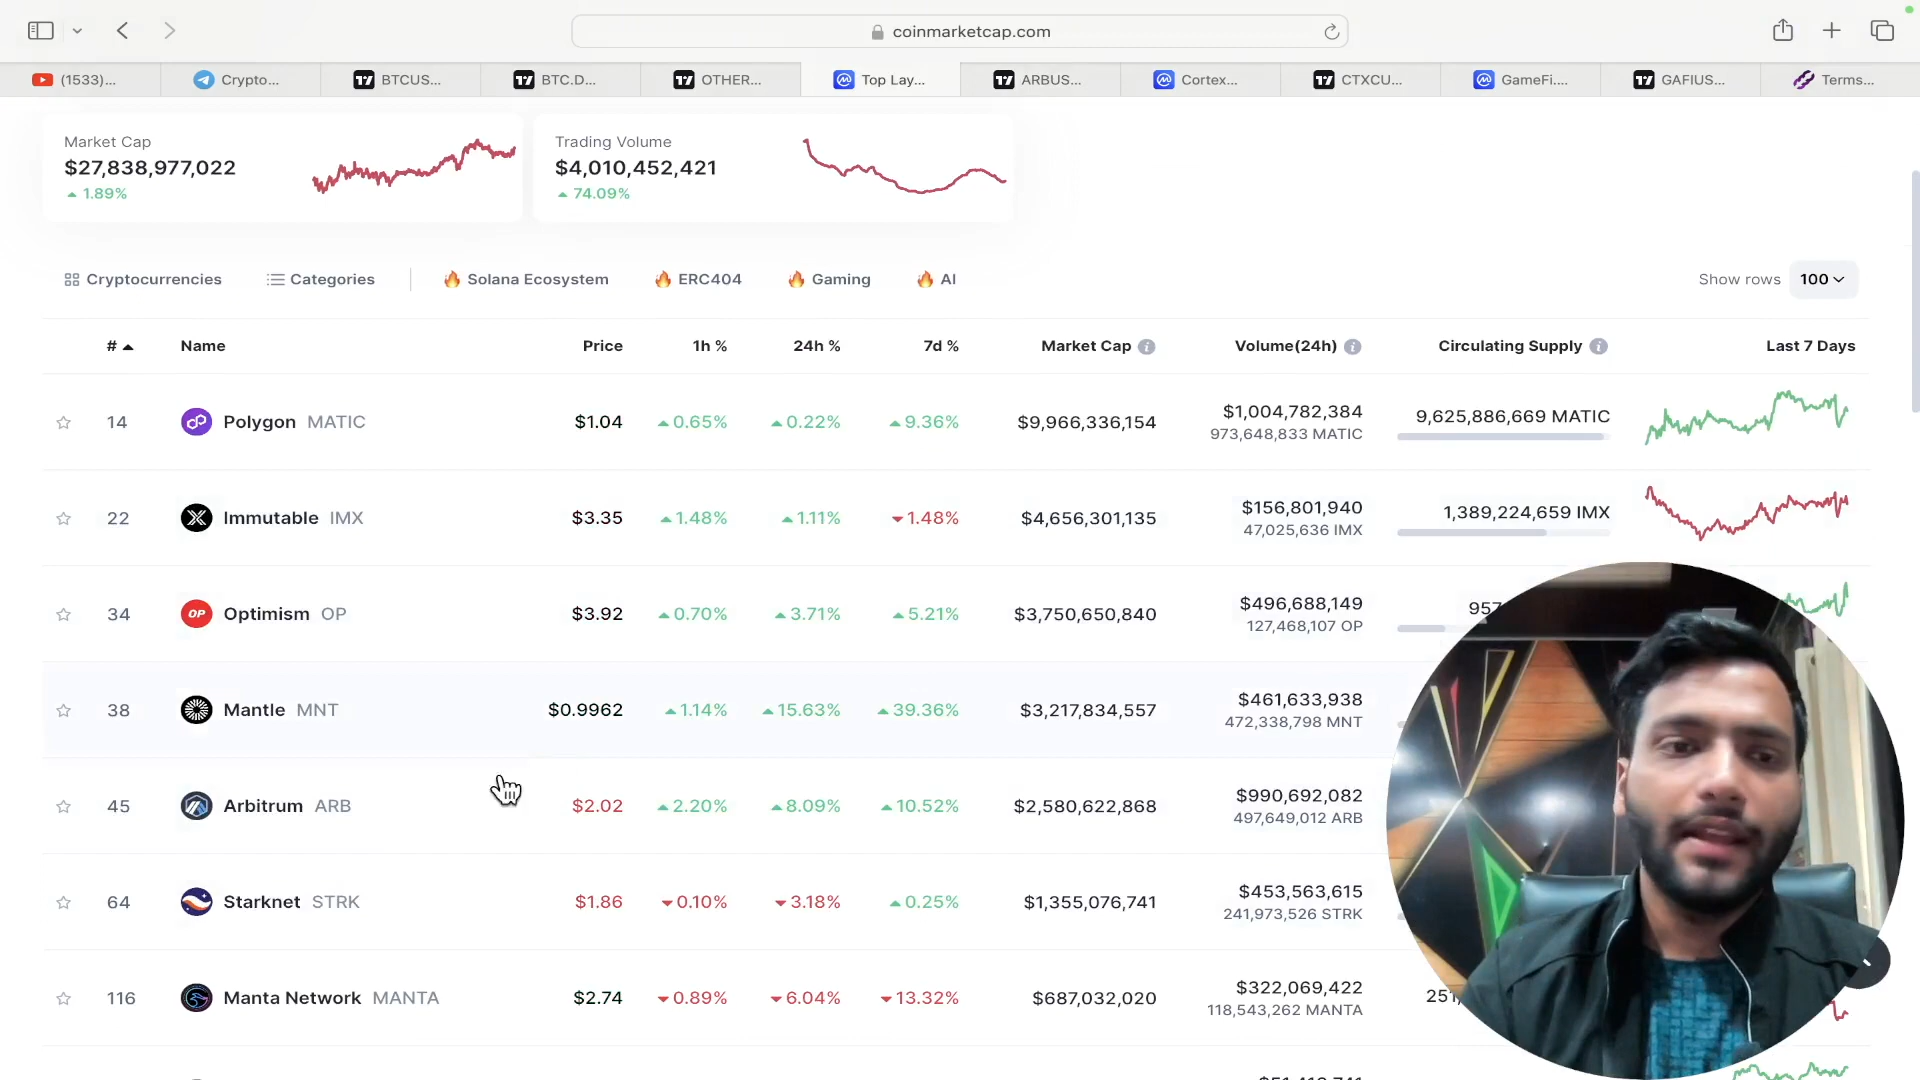 coinmarketcap.com
(1533)... Crypto... BTCUS... BTC.D... OTHER... Top Lay... ARBUS... Cortex... CTXCU... GameFi.... GAFIUS... Terms...
Market Cap
$27,838,977,022
1.89%
Trading Volume
$4,010,452,421
74.09%
Cryptocurrencies Categories Solana Ecosystem ERC404 Gaming AI Show rows 100
# Name Price 1h % 24h % 7d % Market Cap Volume(24h) Circulating Supply Last 7 Days
14 Polygon MATIC $1.04 0.65% 0.22% 9.36% $9,966,336,154 $1,004,782,384 9,625,886,669 MATIC
973,648,833 MATIC
22 Immutable IMX $3.35 1.48% 1.11% 1.48% $4,656,301,135 $156,801,940 1,389,224,659 IMX
47,025,636 IMX
34 OP Optimism OP $3.92 0.70% 3.71% 5.21% $3,750,650,840 $496,688,149 957
127,468,107 OP
38 Mantle MNT $0.9962 1.14% 15.63% 39.36% $3,217,834,557 $461,633,938
472,338,798 MNT
45 Arbitrum ARB $2.02 2.20% 8.09% 10.52% $2,580,622,868 $990,692,082
497,649,012 ARB
64 Starknet STRK $1.86 0.10% 3.18% 0.25% $1,355,076,741 $453,563,615
241,973,526 STRK
116 Manta Network MANTA $2.74 0.89% 6.04% 13.32% $687,032,020 $322,069,422 251,
118,543,262 MANTA